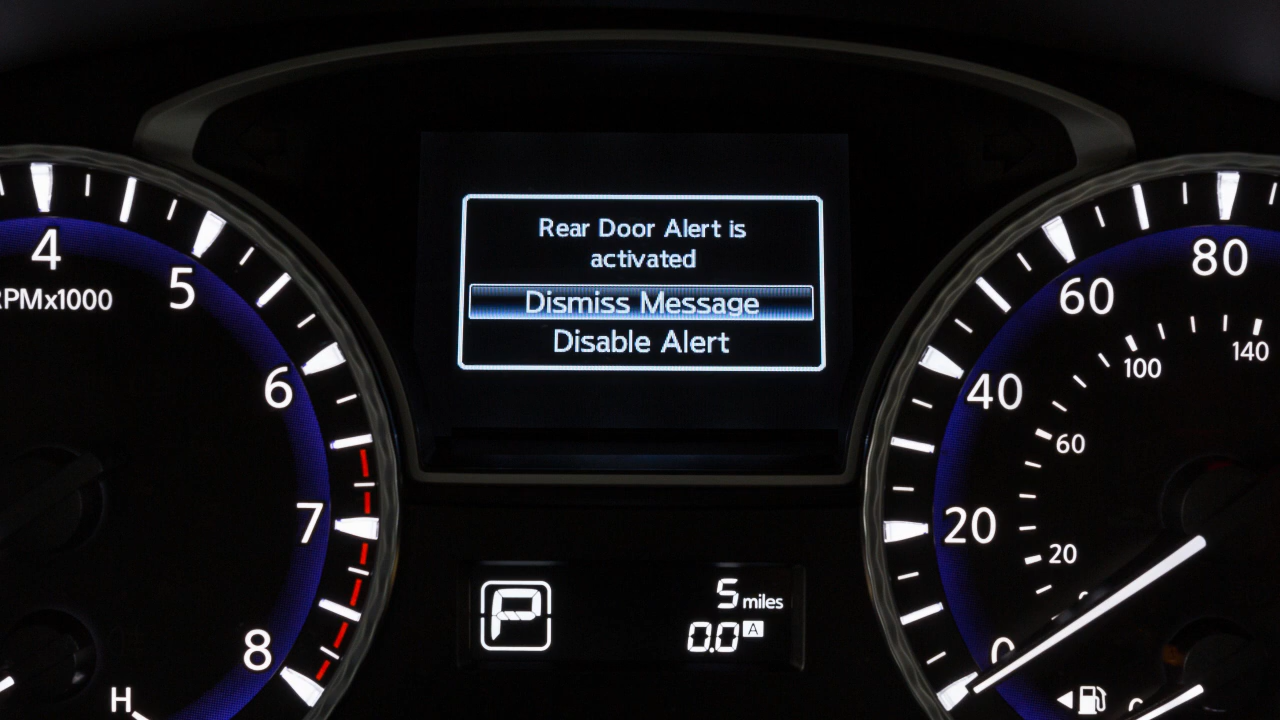 Rear Door Alert is
activated
Dismiss Message
Disable Alert
4
5
6
7
8
RPMx1000
H
P
5 miles
0.0 A
0
20
40
60
80
20
60
100
140